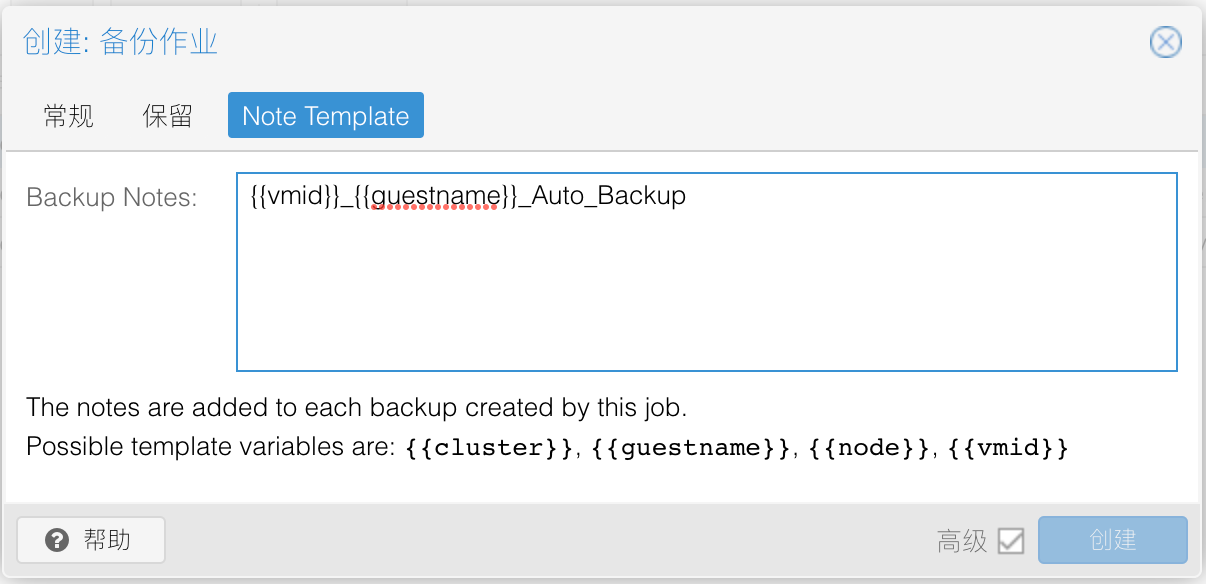 创建: 备份作业
常规 保留 Note Template
Backup Notes: {{vmid}}_{{guestname}}_Auto_Backup
The notes are added to each backup created by this job.
Possible template variables are: {{cluster}}, {{guestname}}, {{node}}, {{vmid}}
帮助 高级 创建